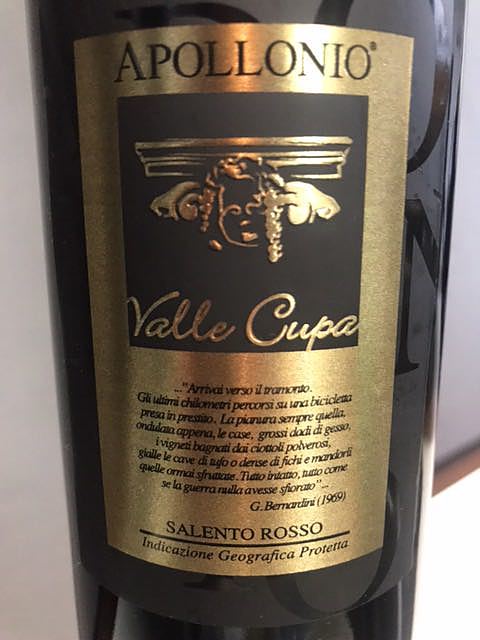 APOLLONIO®
Valle Cupa
..."Arrivai verso il tramonto.
Gli ultimi chilometri percorsi su una bicicletta
presa in prestito. La pianura sempre quella,
ondulata appena, le case, grossi dadi di gesso,
i vigneti bagnati dai ciottoli polverosi,
gialle le cave di tufo o dense di fichi e mandorli
quelle ormai sfruttate. Tutto intatto, tutto come
se la guerra nulla avesse sfiorato"...
G. Bernardini (1969)
SALENTO ROSSO
Indicazione Geografica Protetta